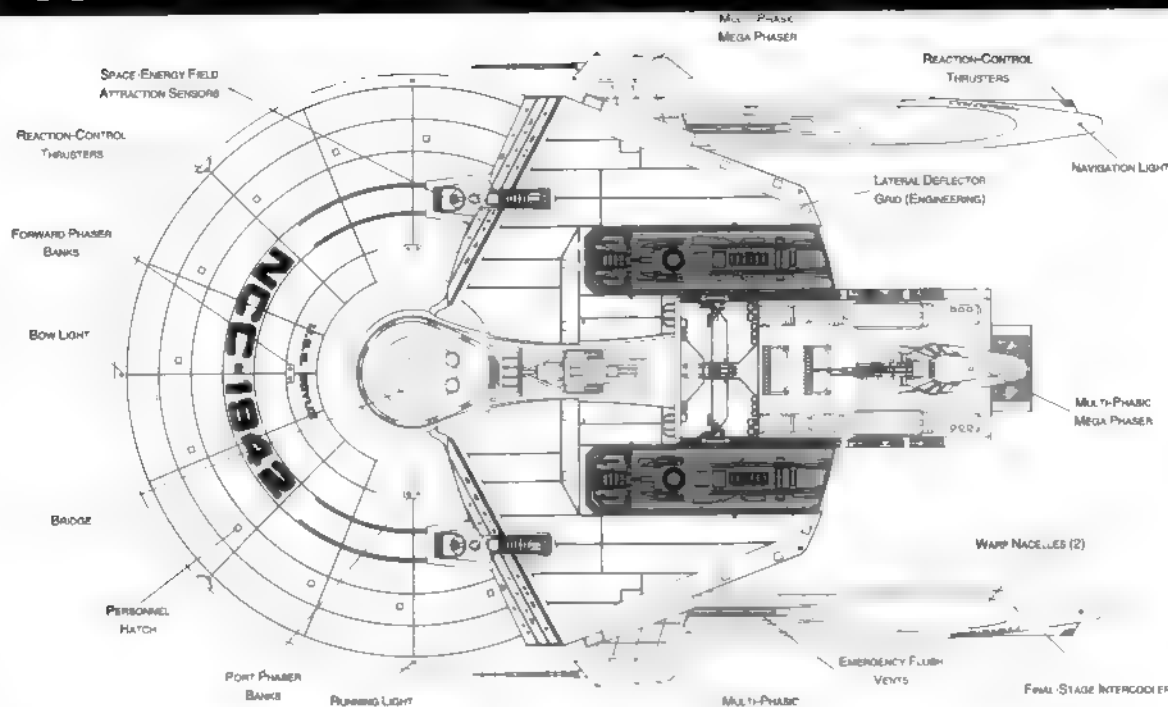 MEGA PHASER
REACTION-CONTROL
THRUSTERS
SPACE-ENERGY FIELD
ATTRACTION SENSORS
REACTION-CONTROL
THRUSTERS
NAVIGATION LIGHT
LATERAL DEFLECTOR
GRID (ENGINEERING)
FORWARD PHASER
BANKS
NCC-1842
U.S.S.
BOW LIGHT
MULTI-PHASIC
MEGA PHASER
BRIDGE
WARP NACELLES (2)
PERSONNEL
HATCH
EMERGENCY FLUSH
VENTS
PORT PHASER
BANKS
RUNNING LIGHT
MULTI-PHASIC
FINAL-STAGE INTERCOOLER